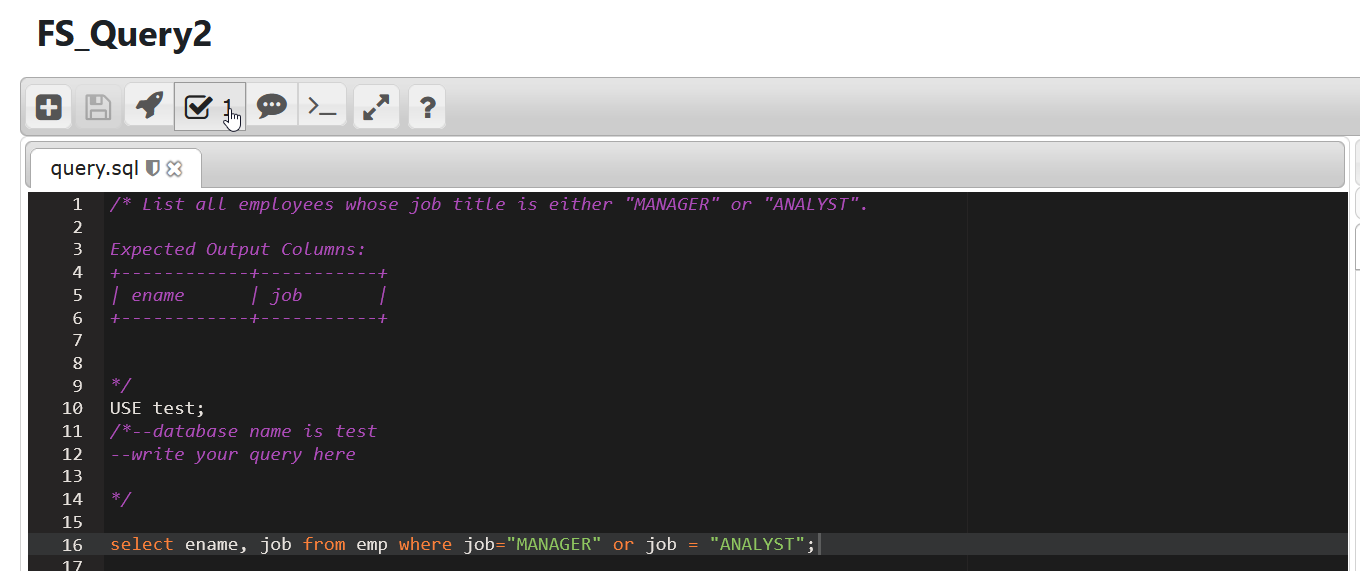 FS_Query2
1
>_
?
query.sql
1 /* List all employees whose job title is either "MANAGER" or "ANALYST".
2
3 Expected Output Columns:
4 +------------+-----------+
5 | ename      | job       |
6 +------------+-----------+
7
8
9 */
10 USE test;
11 /*--database name is test
12 --write your query here
13
14 */
15
16 select ename, job from emp where job="MANAGER" or job = "ANALYST";
17